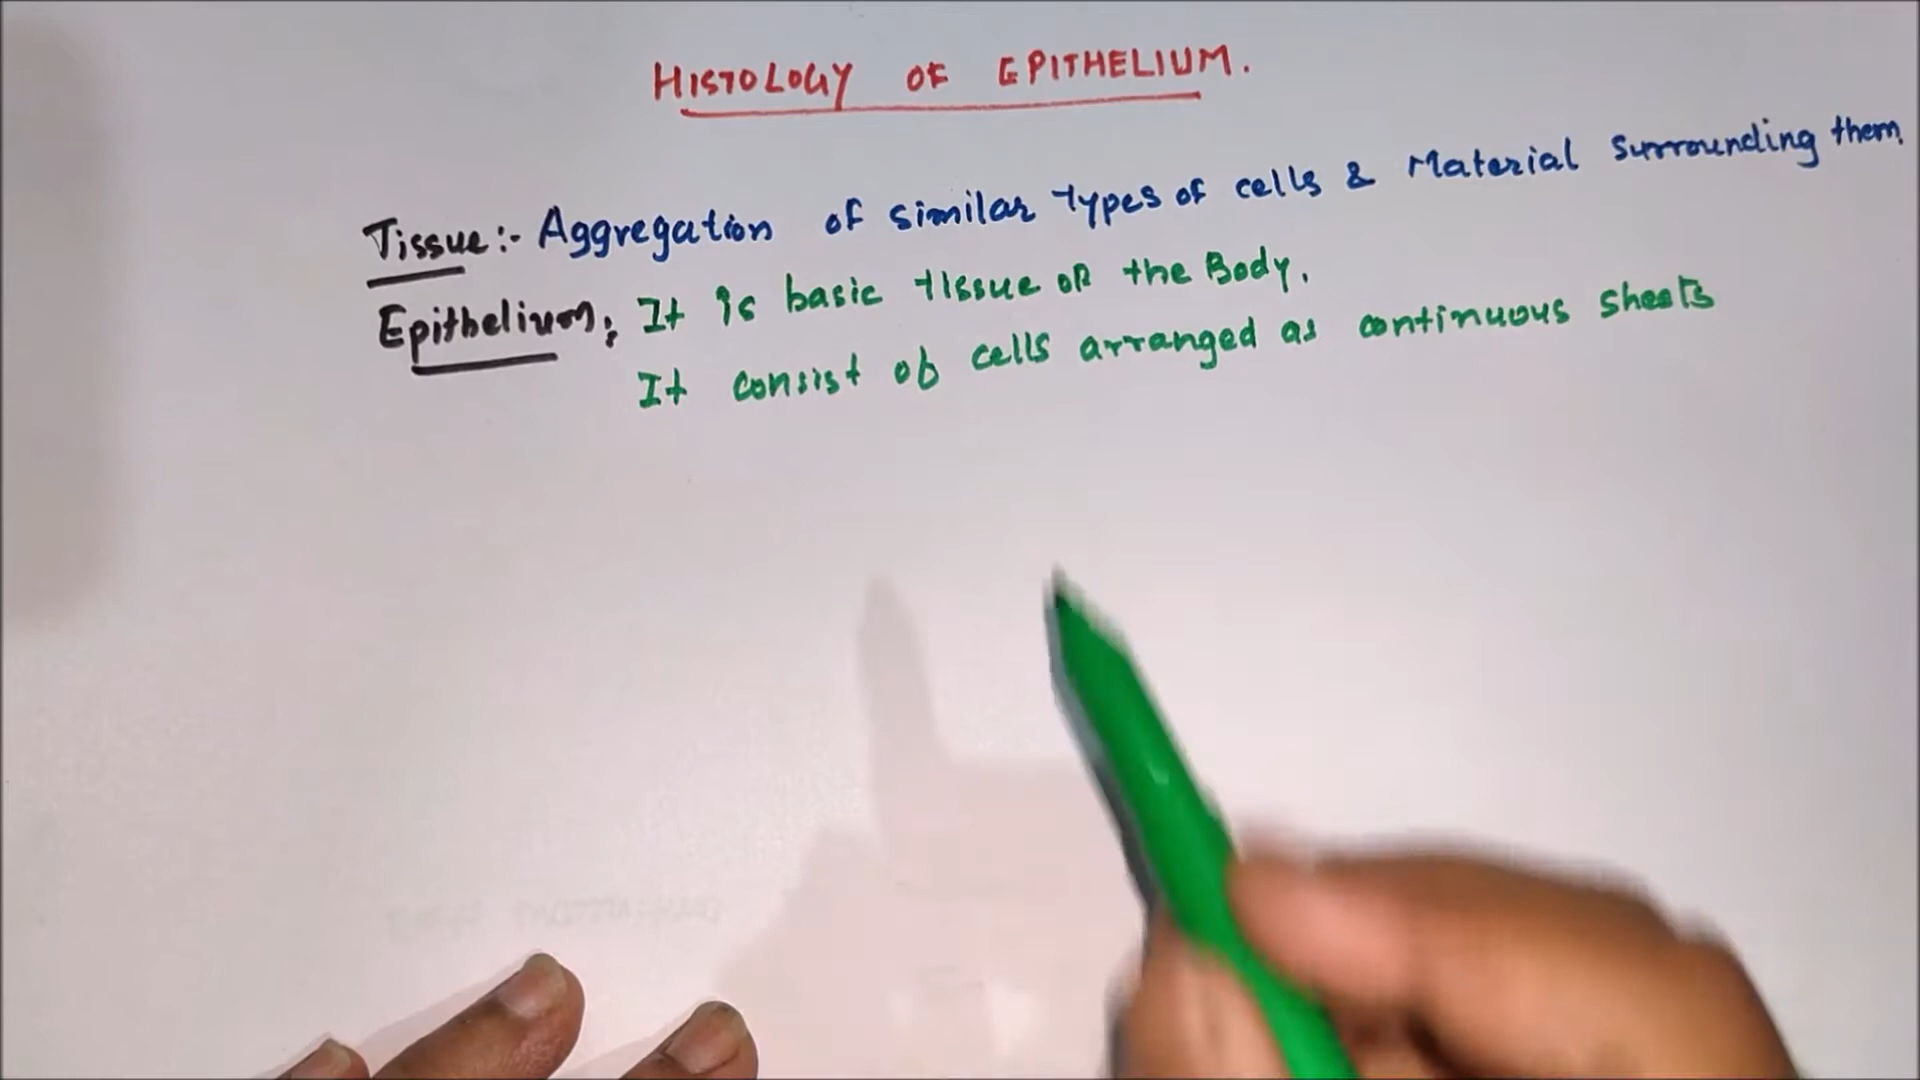 HISTOLOGY OF EPITHELIUM.
Tissue:- Aggregation of similar types of cells & Material surrounding them.
Epithelium: It is basic tissue of the Body.
It consist of cells arranged as continuous sheets